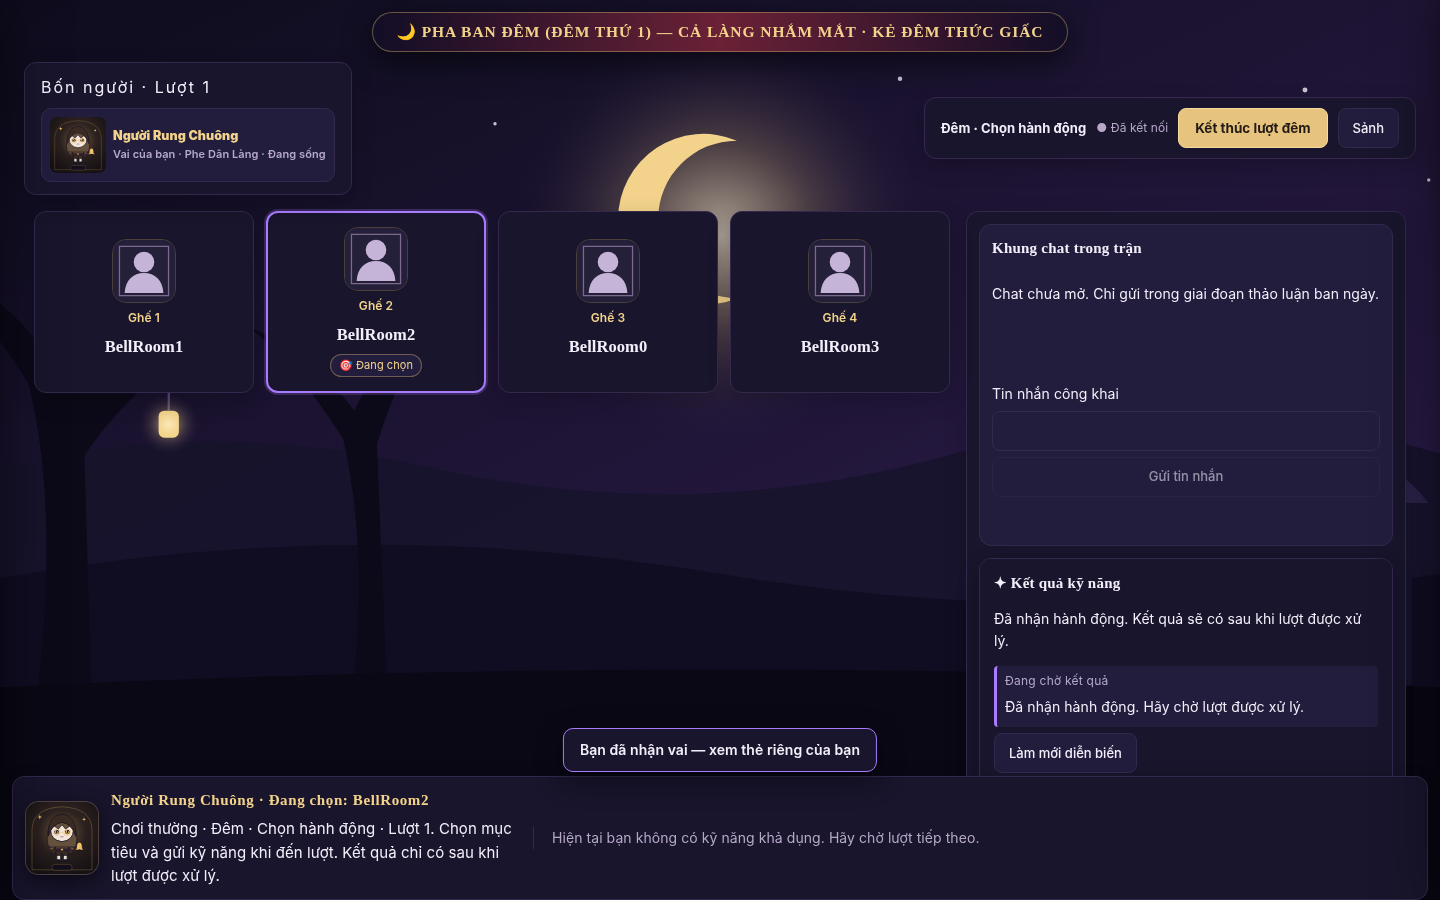 🌙 PHA BAN ĐÊM (ĐÊM THỨ 1) — CẢ LÀNG NHẮM MẮT · KẺ ĐÊM THỨC GIẤC
Bốn người · Lượt 1
Người Rung Chuông
Vai của bạn · Phe Dân Làng · Đang sống
Đêm · Chọn hành động
Đã kết nối
Kết thúc lượt đêm
Sảnh
Ghế 1
BellRoom1
Ghế 2
BellRoom2
🎯 Đang chọn
Ghế 3
BellRoom0
Ghế 4
BellRoom3
Khung chat trong trận
Chat chưa mở. Chỉ gửi trong giai đoạn thảo luận ban ngày.
Tin nhắn công khai
Gửi tin nhắn
✦ Kết quả kỹ năng
Đã nhận hành động. Kết quả sẽ có sau khi lượt được xử
lý.
Đang chờ kết quả
Đã nhận hành động. Hãy chờ lượt được xử lý.
Làm mới diễn biến
Bạn đã nhận vai — xem thẻ riêng của bạn
Người Rung Chuông · Đang chọn: BellRoom2
Chơi thường · Đêm · Chọn hành động · Lượt 1. Chọn mục
tiêu và gửi kỹ năng khi đến lượt. Kết quả chỉ có sau khi
lượt được xử lý.
Hiện tại bạn không có kỹ năng khả dụng. Hãy chờ lượt tiếp theo.